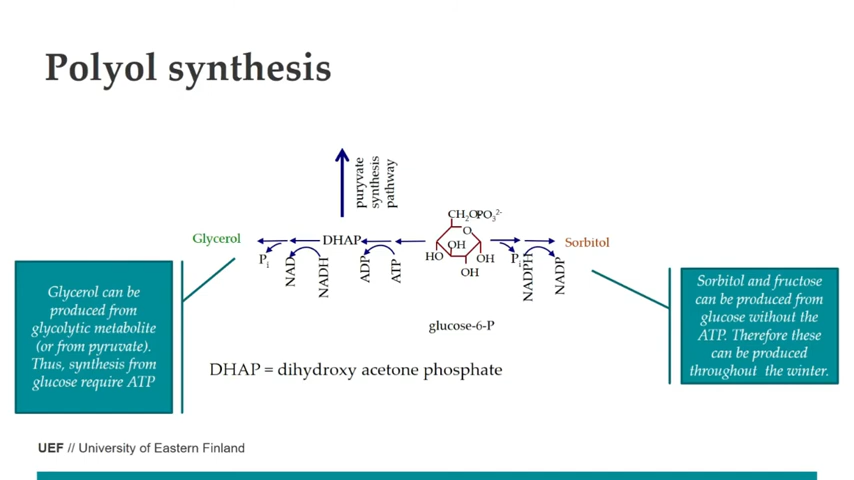 Polyol synthesis
puryvate
synthesis
pathway
CH₂OPO₃²⁻
O
Glycerol
DHAP
OH
HO
OH
OH
Sorbitol
Pᵢ
NAD
NADH
ADP
ATP
Pᵢ
NADPH
NADP
glucose-6-P
Glycerol can be
produced from
glycolytic metabolite
(or from pyruvate).
Thus, synthesis from
glucose require ATP
Sorbitol and fructose
can be produced from
glucose without the
ATP. Therefore these
can be produced
throughout the winter.
DHAP = dihydroxy acetone phosphate
UEF // University of Eastern Finland